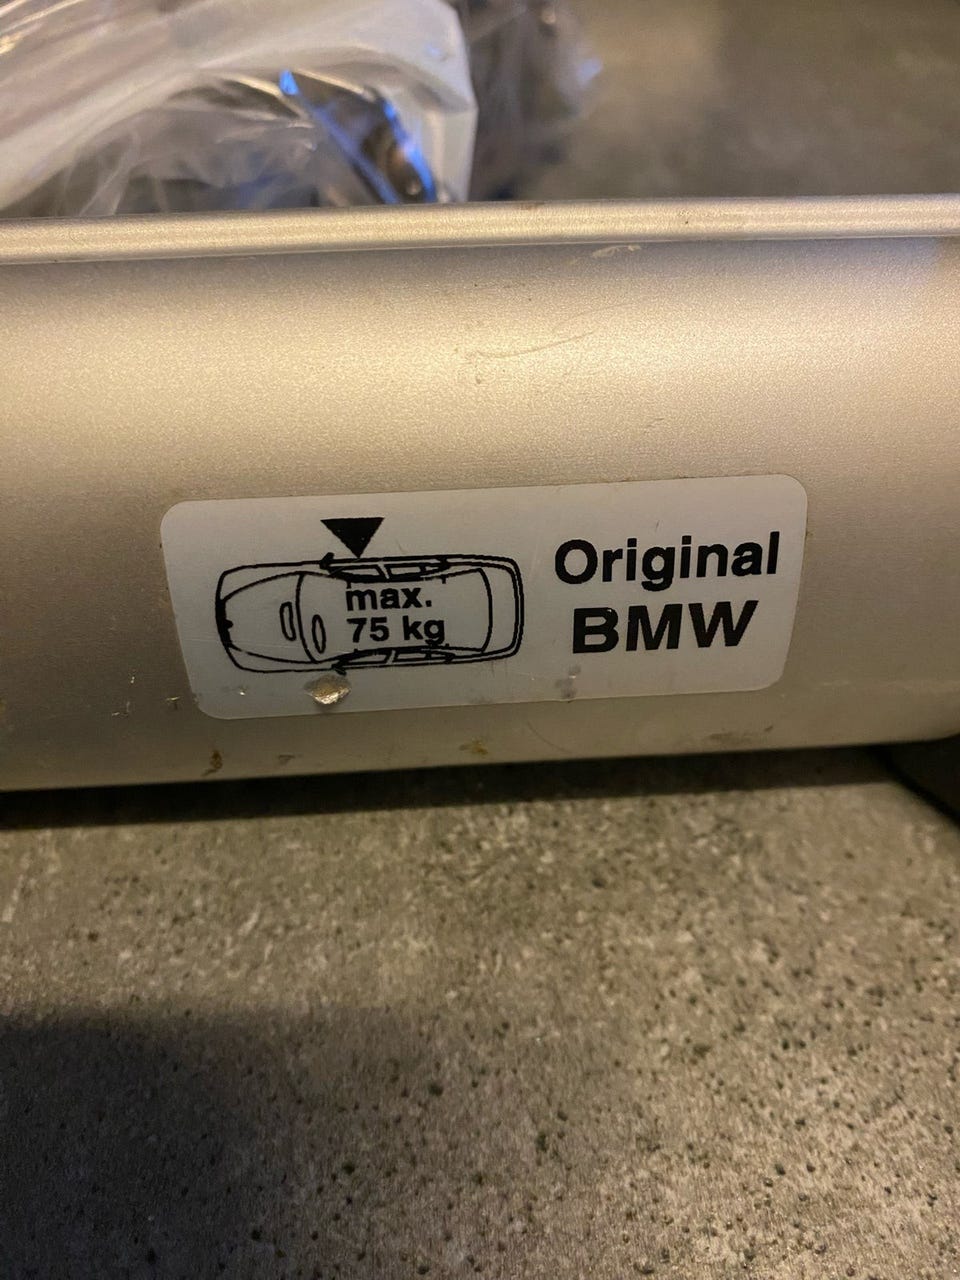 max.
75 kg
Original
BMW